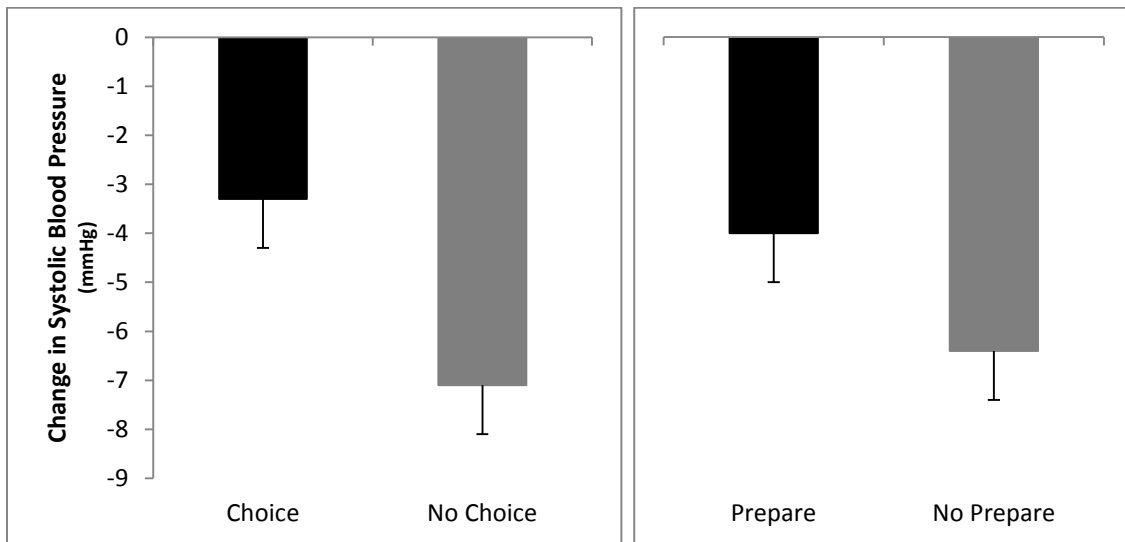 Change in Systolic Blood Pressure
(mmHg)
0
-1
-2
-3
-4
-5
-6
-7
-8
-9
Choice
No Choice
Prepare
No Prepare